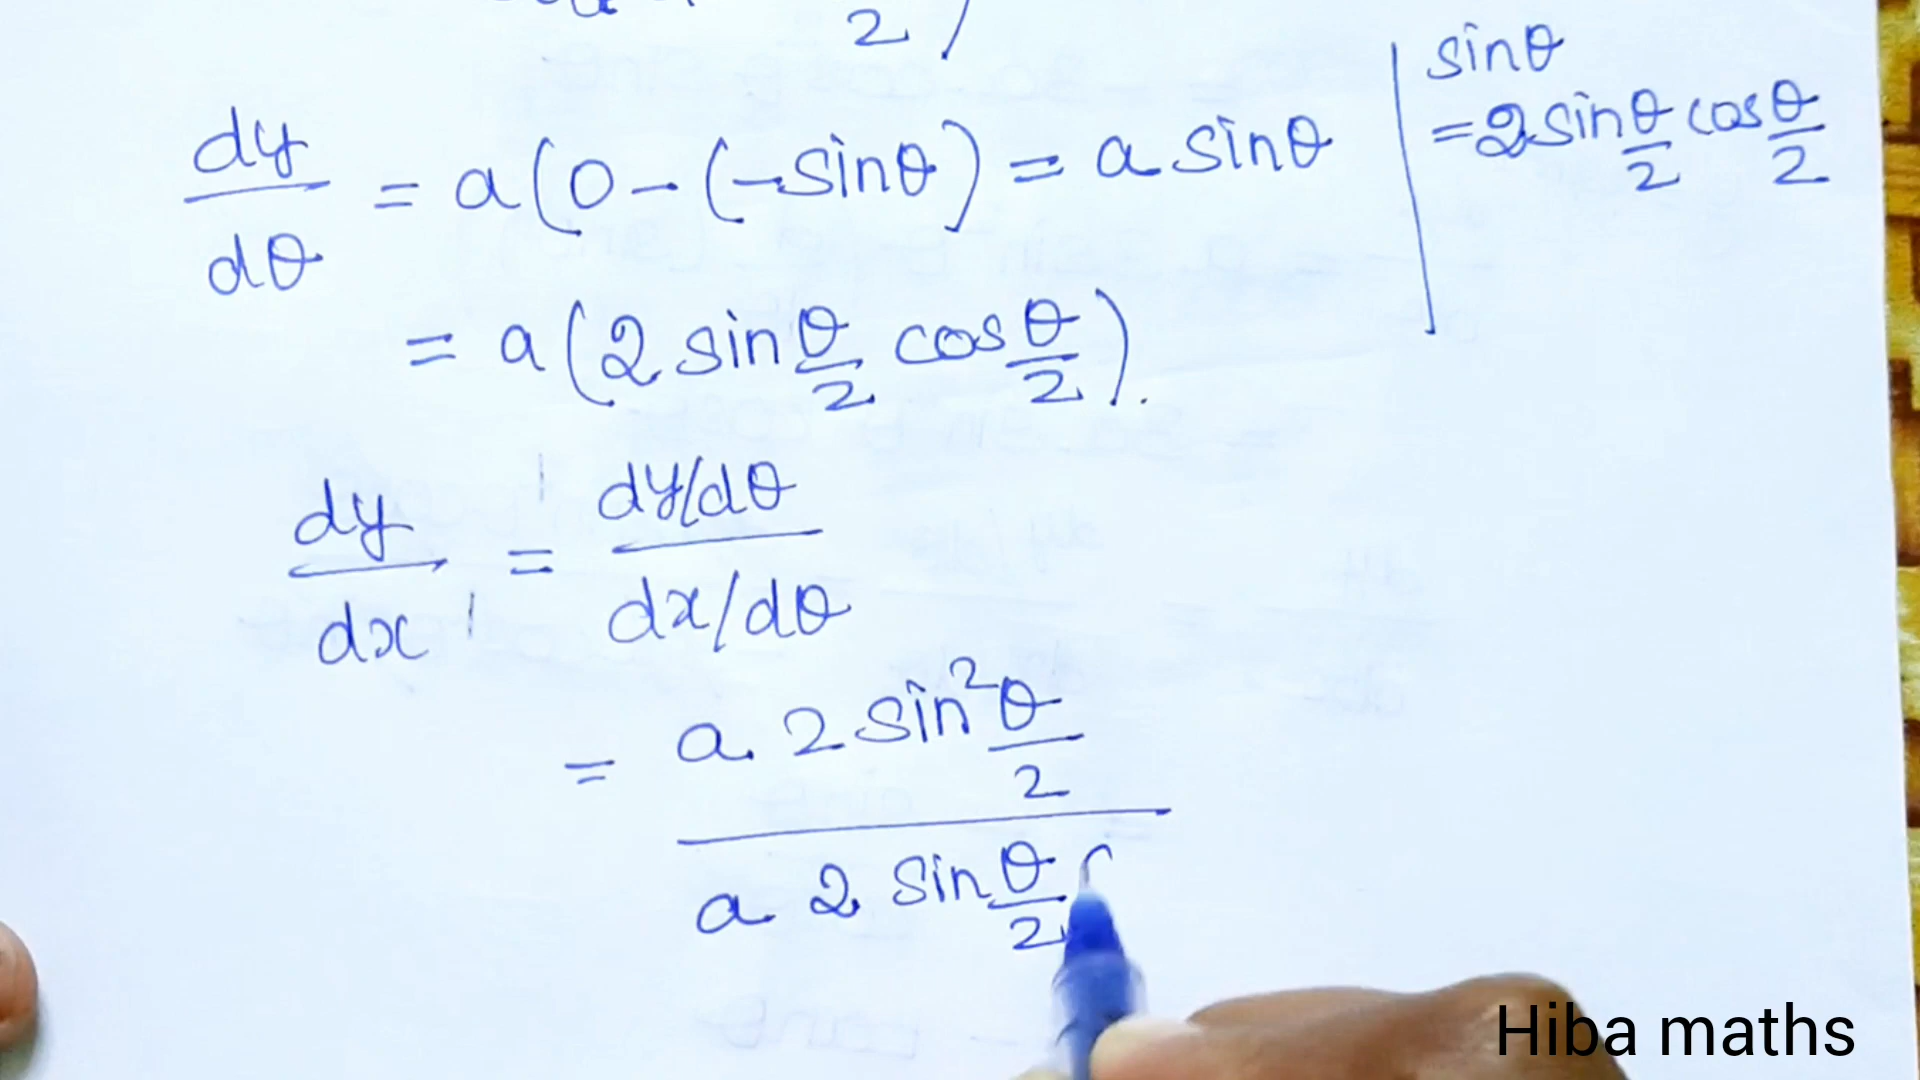 2 )
dy/dθ = a(0 - (-sinθ) = a sinθ
sinθ
= 2 sin θ/2 cos θ/2
= a(2 sin θ/2 cos θ/2).
dy/dx = dy/dθ / dx/dθ
= a 2 sin² θ/2 / a 2 sin θ/2
Hiba maths